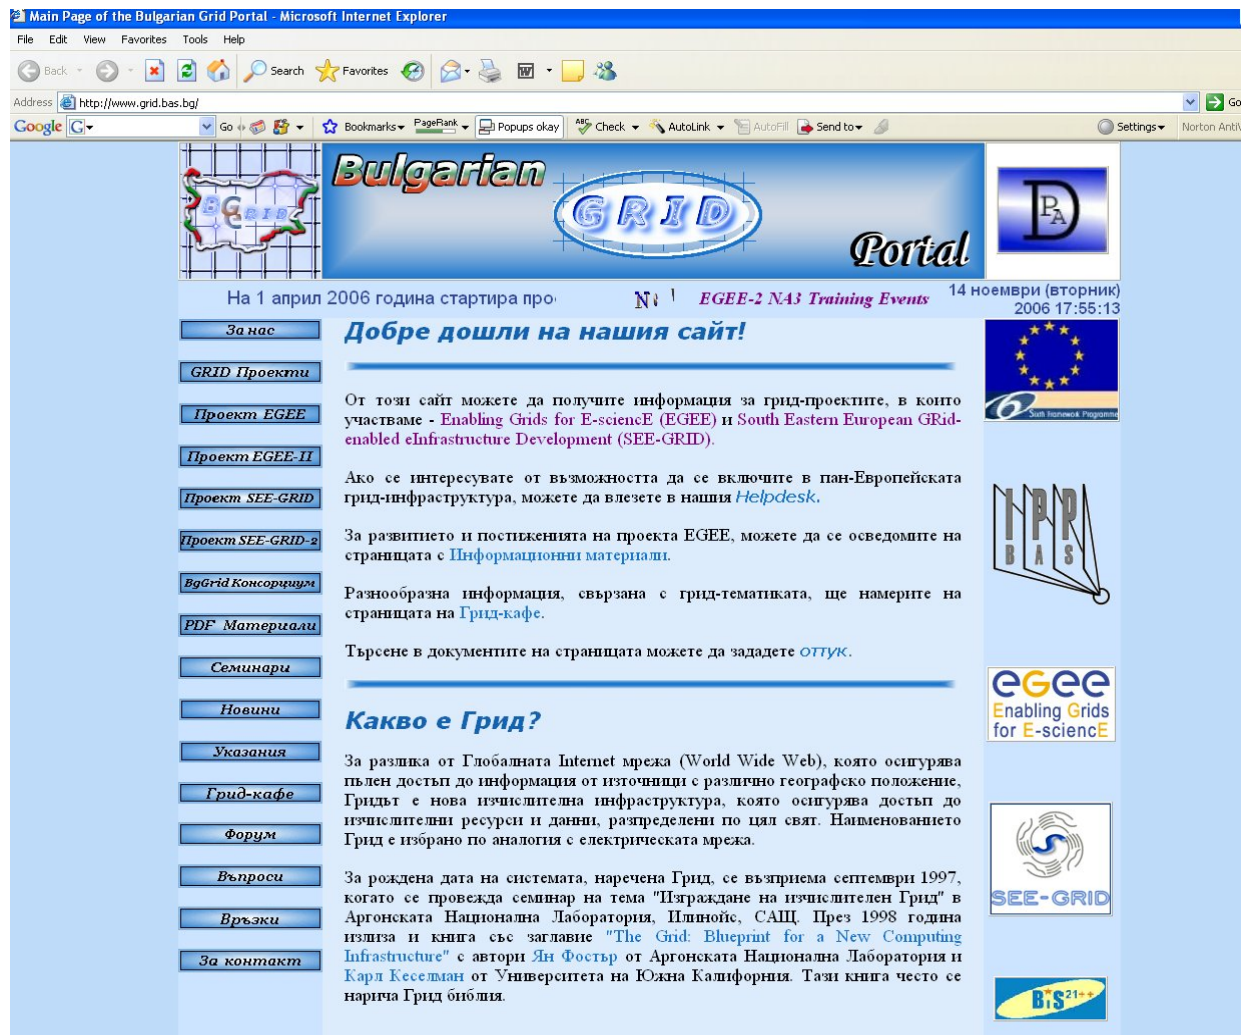 Main Page of the Bulgarian Grid Portal - Microsoft Internet Explorer
File Edit View Favorites Tools Help
Back Search Favorites
Address http://www.grid.bas.bg/ Go
Google G Go Bookmarks PageRank Popups okay ABC Check AutoLink AutoFill Send to Settings Norton Anti
Bulgarian
GRID
Portal
BG GRID
DPA
На 1 април 2006 година стартира про
EGEE-2 NA3 Training Events
14 ноември (вторник)
2006 17:55:13
За нас
GRID Проекти
Проект EGEE
Проект EGEE-II
Проект SEE-GRID
Проект SEE-GRID-2
BgGrid Консорциум
PDF Материали
Семинари
Новини
Указания
Грид-кафе
Форум
Въпроси
Връзки
За контакт
Добре дошли на нашия сайт!
От този сайт можете да получите информация за грид-проектите, в които
участваме - Enabling Grids for E-sciencE (EGEE) и South Eastern European GRid-
enabled eInfrastructure Development (SEE-GRID).
Ако се интересувате от възможността да се включите в пан-Европейската
грид-инфраструктура, можете да влезете в нашия Helpdesk.
За развитието и постиженията на проекта EGEE, можете да се осведомите на
страницата с Информационни материали.
Разнообразна информация, свързана с грид-тематиката, ще намерите на
страницата на Грид-кафе.
Търсене в документите на страницата можете да зададете оттук.
Какво е Грид?
За разлика от Глобалната Internet мрежа (World Wide Web), която осигурява
пълен достъп до информация от източници с различно географско положение,
Гридът е нова изчислителна инфраструктура, която осигурява достъп до
изчислителни ресурси и данни, разпределени по цял свят. Наименованието
Грид е избрано по аналогия с електрическата мрежа.
За рождена дата на системата, наречена Грид, се възприема септември 1997,
когато се провежда семинар на тема "Изграждане на изчислителен Грид" в
Аргонската Национална Лаборатория, Илинойс, САЩ. През 1998 година
излиза и книга със заглавие "The Grid: Blueprint for a New Computing
Infrastructure" с автори Ян Фостър от Аргонската Национална Лаборатория и
Карл Кеселман от Университета на Южна Калифорния. Тази книга често се
нарича Грид библия.
Sixth Framework Programme
IPP
BAS
egee
Enabling Grids
for E-sciencE
SEE-GRID
BiS21++